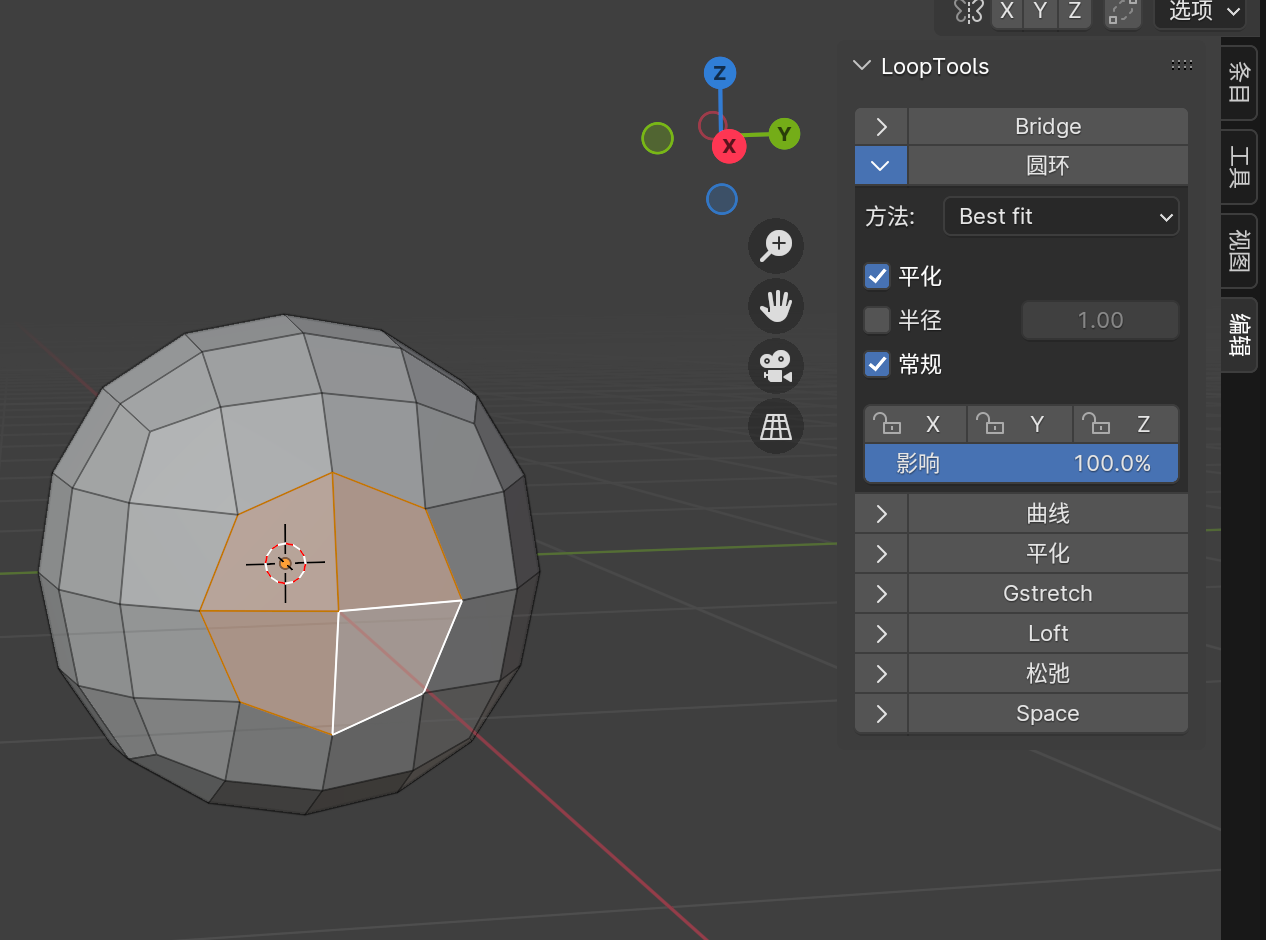 X Y Z 选项
LoopTools
条目
工具
视图
编辑
Z
Y
X
Bridge
圆环
方法: Best fit
平化
半径 1.00
常规
X Y Z
影响 100.0%
曲线
平化
Gstretch
Loft
松弛
Space